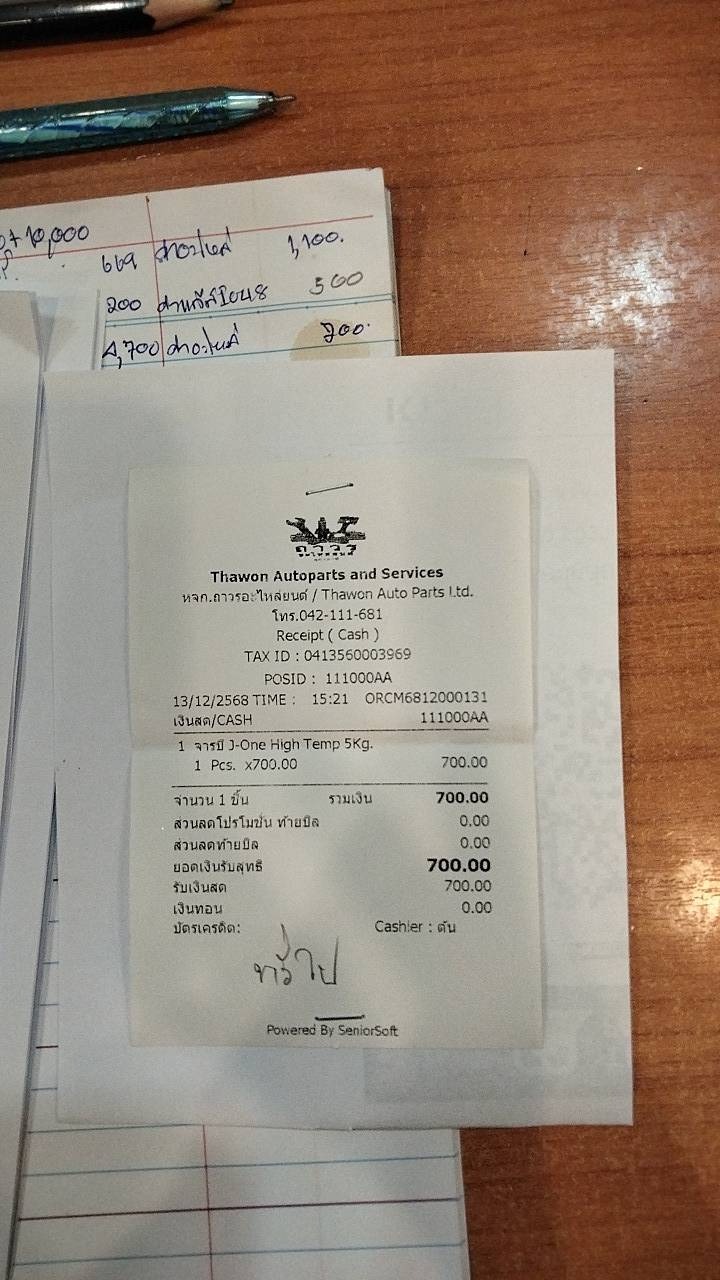 10,000
669 ค่าอะไหล่ 1,100.
200 500
4,700 ค่าอะไหล่ 700.
ถาวร
Thawon Autoparts and Services
หจก.ถาวรอะไหล่ยนต์ / Thawon Auto Parts Ltd.
โทร.042-111-681
Receipt ( Cash )
TAX ID : 0413560003969
POSID : 111000AA
13/12/2568 TIME : 15:21 ORCM6812000131
เงินสด/CASH 111000AA
1 จารบี J-One High Temp 5Kg.
1 Pcs. x700.00 700.00
จำนวน 1 ชิ้น รวมเงิน 700.00
ส่วนลดโปรโมชั่น ท้ายบิล 0.00
ส่วนลดท้ายบิล 0.00
ยอดเงินรับสุทธิ 700.00
รับเงินสด 700.00
เงินทอน 0.00
บัตรเครดิต: Cashier : ตั้น
ทั่วไป
Powered By SeniorSoft